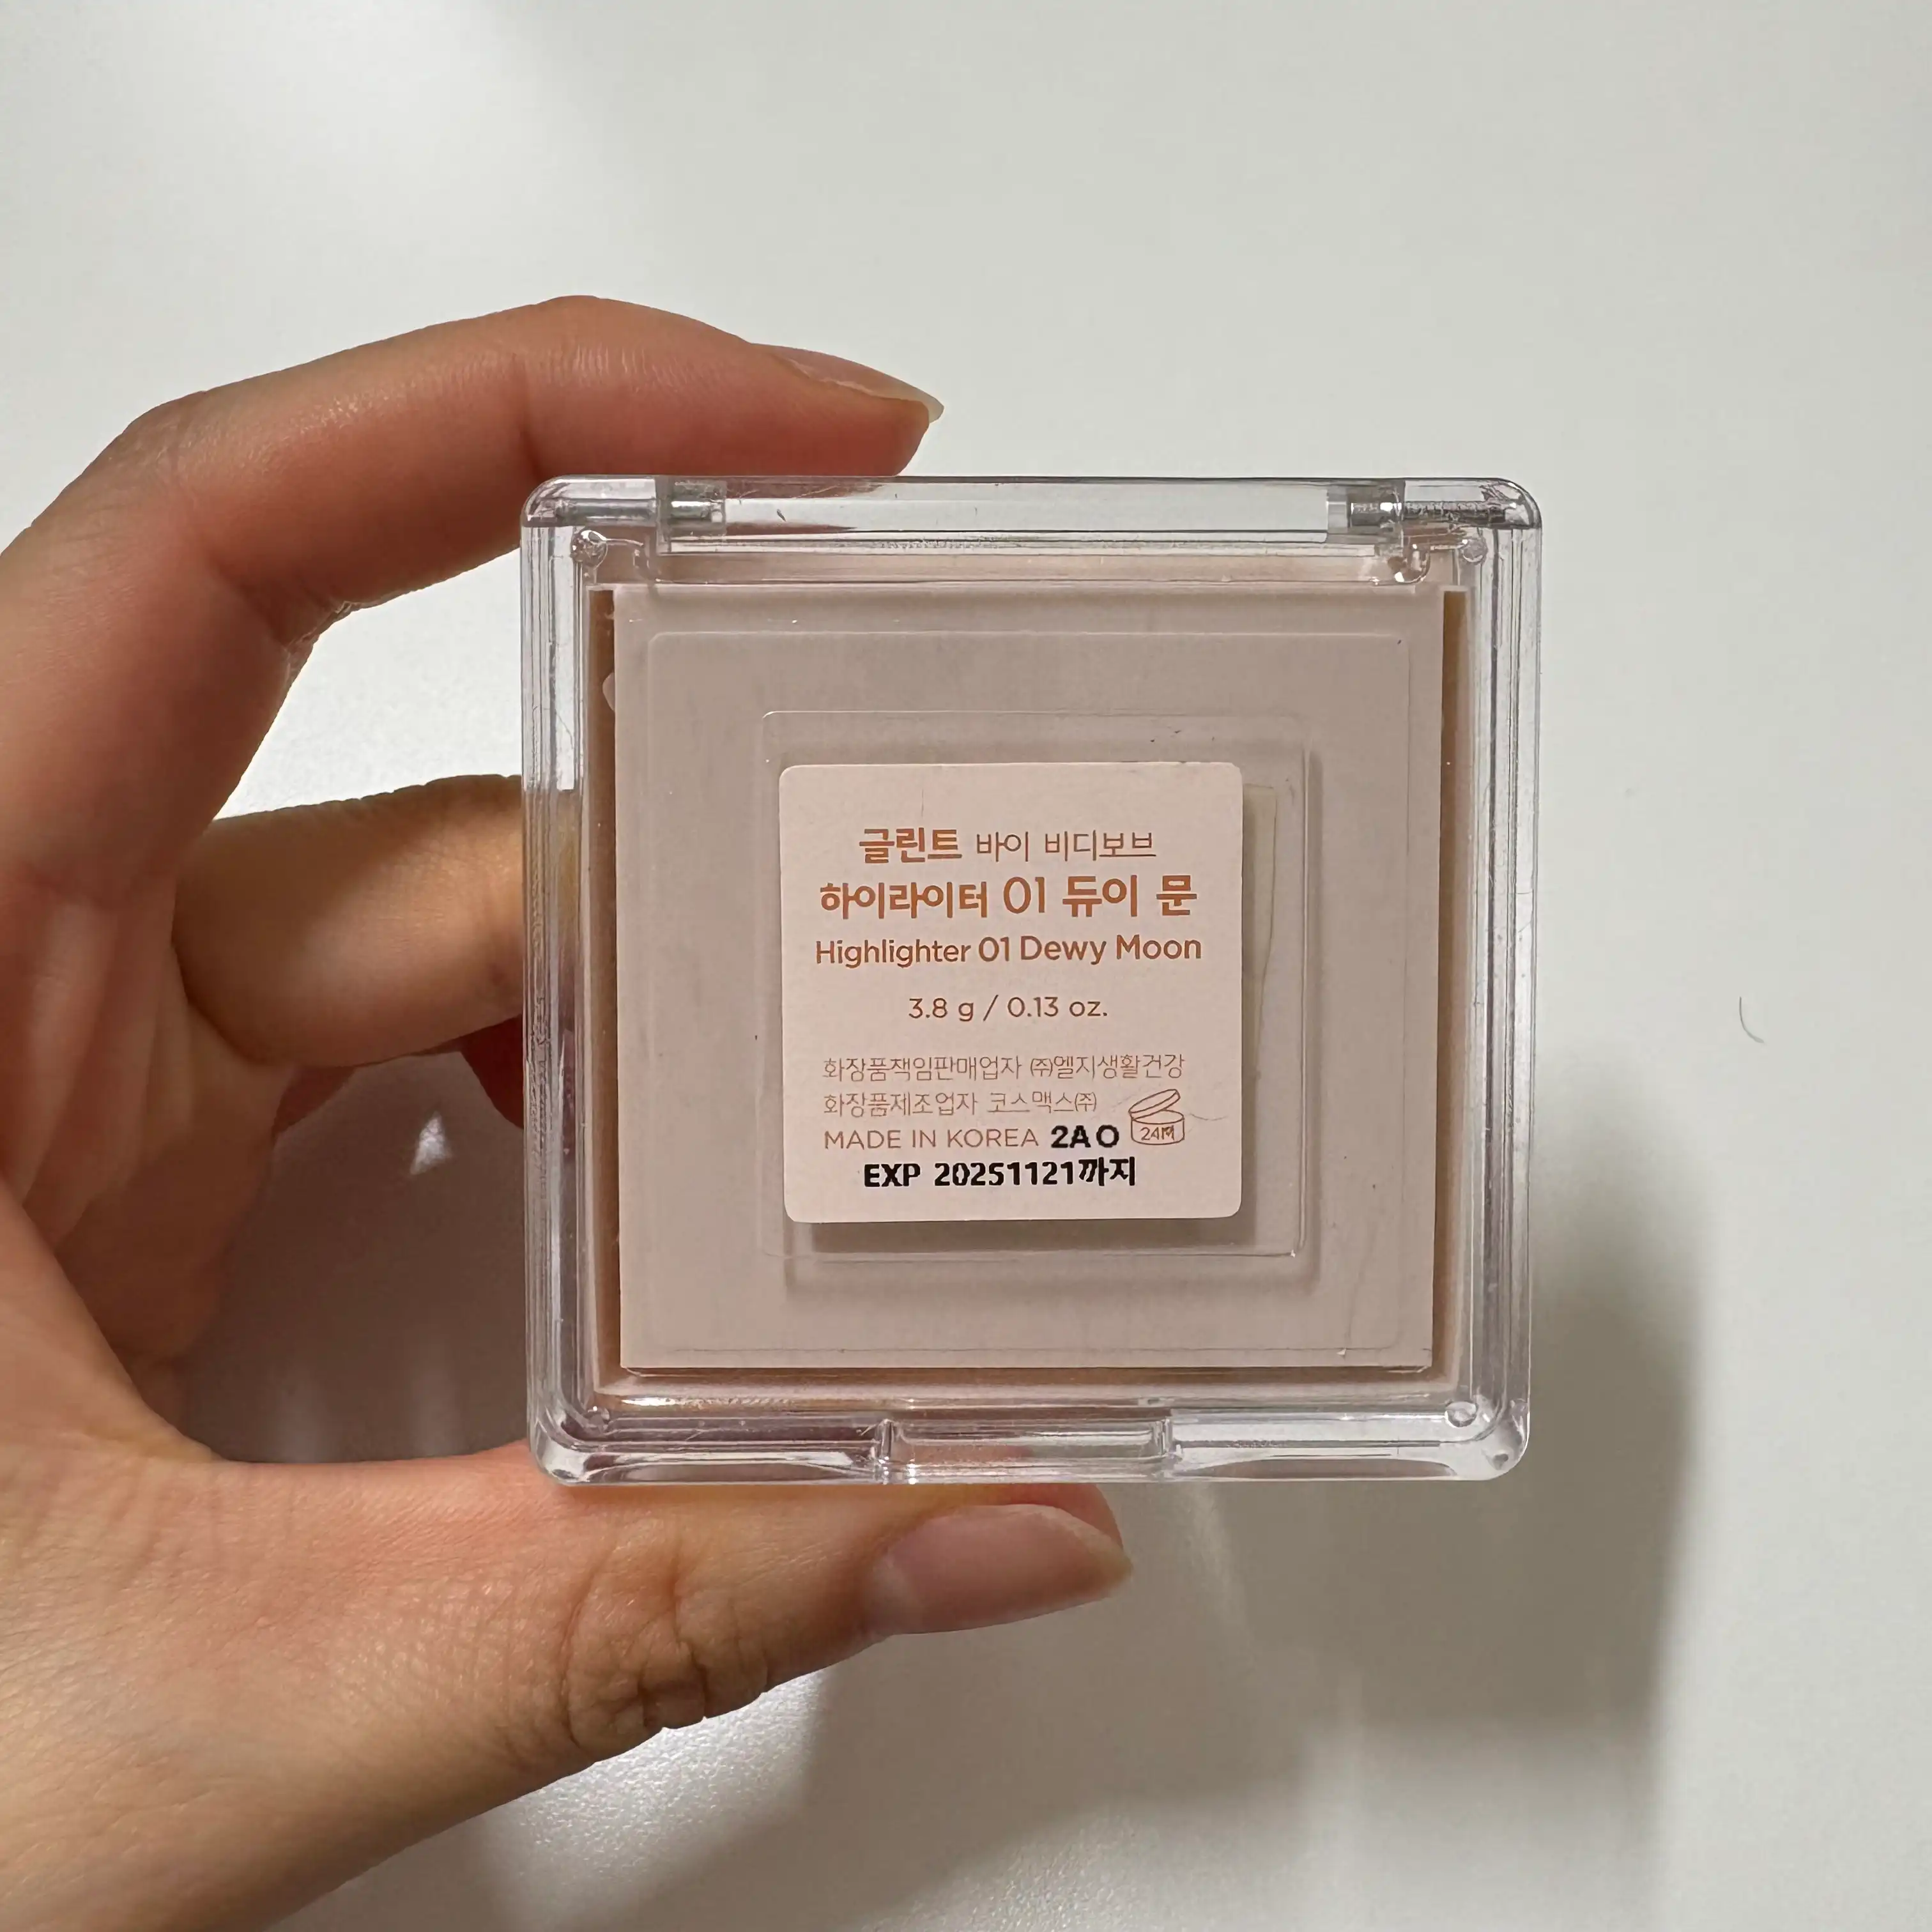 글린트 바이 비디보브
하이라이터 01 듀이 문
Highlighter 01 Dewy Moon
3.8 g / 0.13 oz.
화장품책임판매업자 ㈜엘지생활건강
화장품제조업자 코스맥스㈜
MADE IN KOREA 2AO 24M
EXP 20251121까지